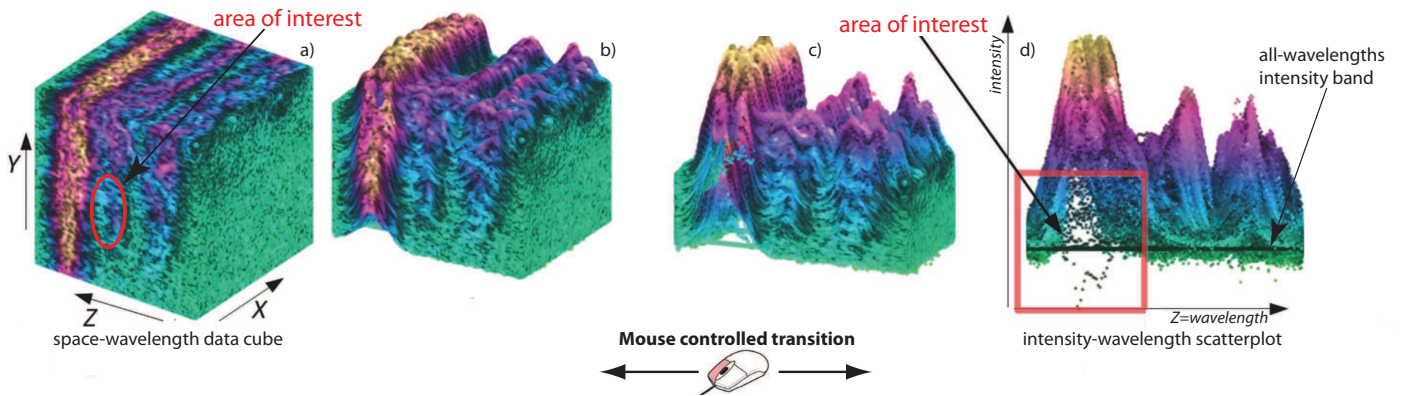 area of interest
a)
Y
Z
X
space-wavelength data cube
b)
c)
Mouse controlled transition
area of interest
d)
intensity
all-wavelengths
intensity band
Z=wavelength
intensity-wavelength scatterplot